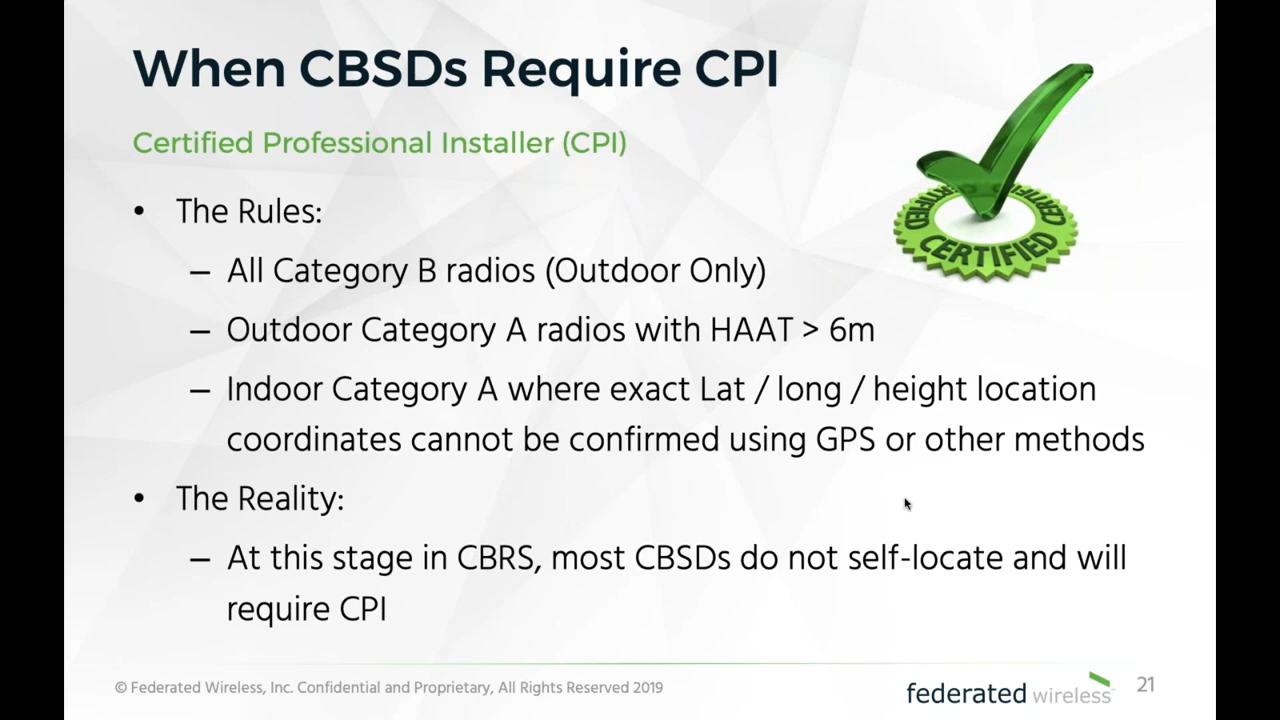 When CBSDs Require CPI
Certified Professional Installer (CPI)
• The Rules:
– All Category B radios (Outdoor Only)
– Outdoor Category A radios with HAAT > 6m
– Indoor Category A where exact Lat / long / height location
coordinates cannot be confirmed using GPS or other methods
• The Reality:
– At this stage in CBRS, most CBSDs do not self-locate and will
require CPI
CERTIFIED
CERTIFIED
CERTIFIED
CERTIFIED
© Federated Wireless, Inc. Confidential and Proprietary, All Rights Reserved 2019
federated wireless
21